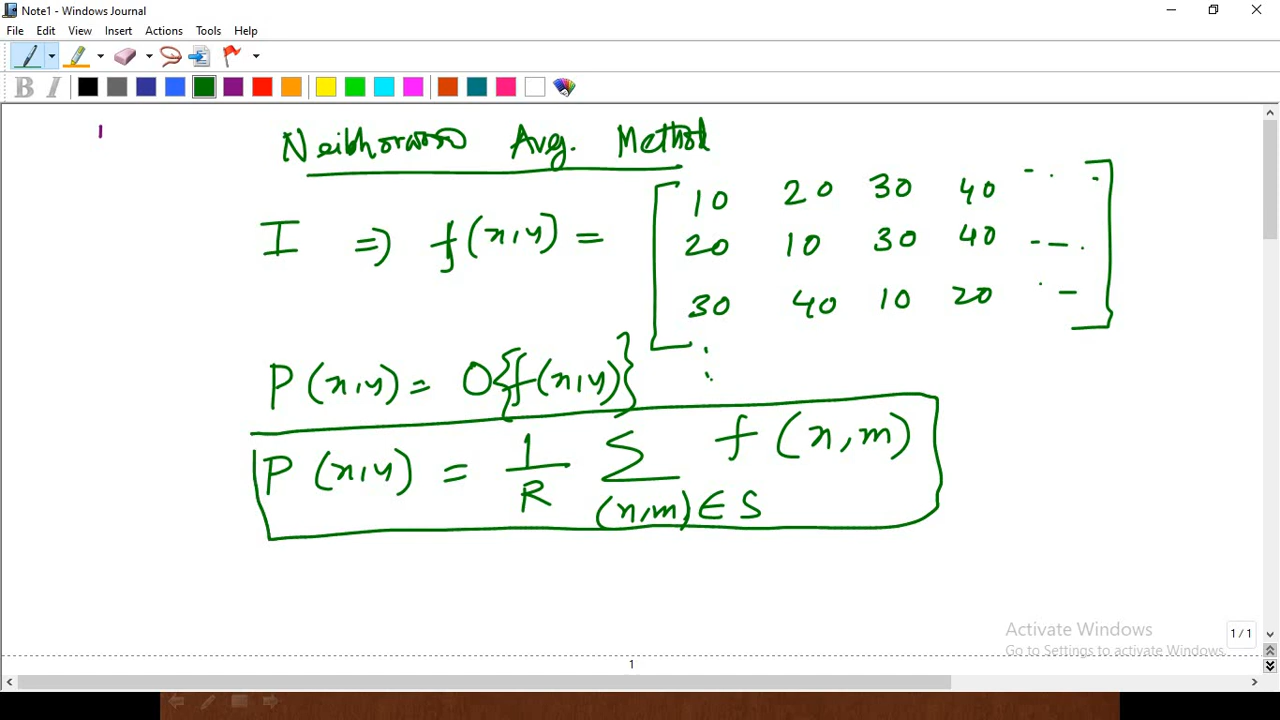 Note1 - Windows Journal
File Edit View Insert Actions Tools Help
B I
Neibhorwoo Avg. Method
I => f(x,y) = [ 10 20 30 40 ...
20 10 30 40 ---.
30 40 10 20 .- ]
P(x,y) = O{f(x,y)}
P(x,y) = 1/R Σ f(n,m)
(n,m) ∈ S
Activate Windows
Go to Settings to activate Windows.
1/1
1